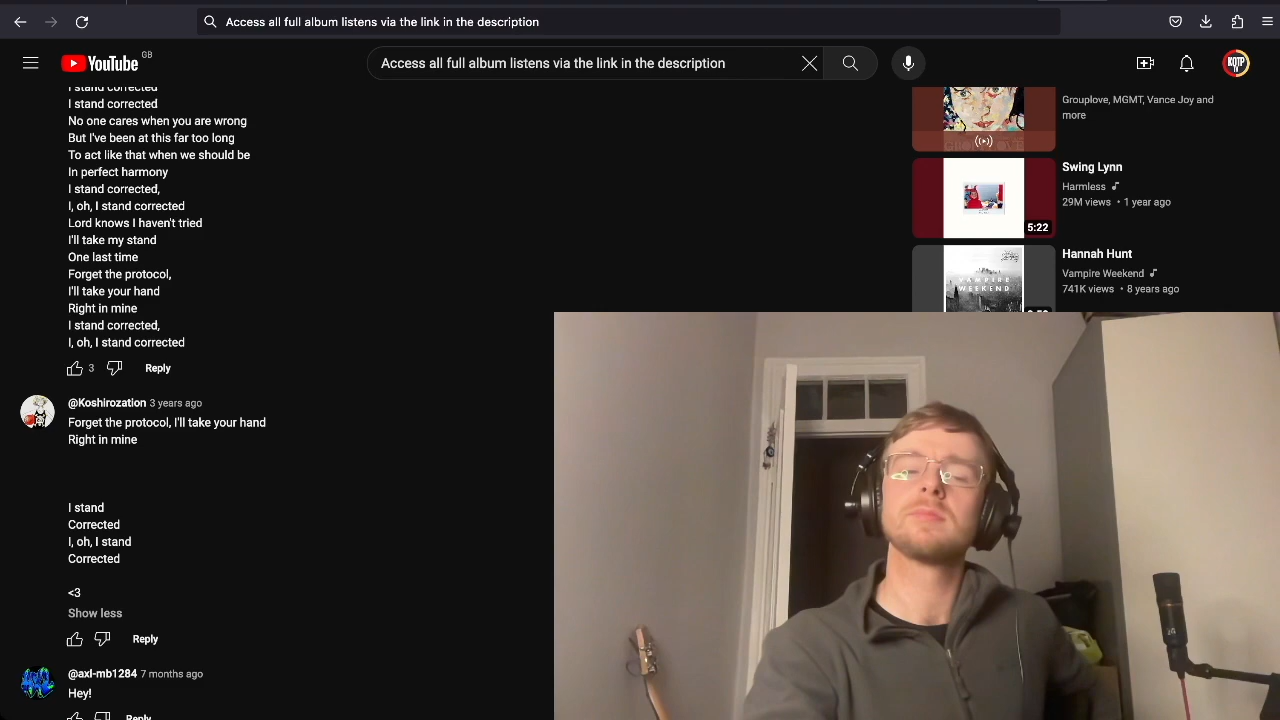 Access all full album listens via the link in the description
YouTube GB
Access all full album listens via the link in the description
I stand corrected
I stand corrected
No one cares when you are wrong
But I've been at this far too long
To act like that when we should be
In perfect harmony
I stand corrected,
I, oh, I stand corrected
Lord knows I haven't tried
I'll take my stand
One last time
Forget the protocol,
I'll take your hand
Right in mine
I stand corrected,
I, oh, I stand corrected
3 Reply
@Koshirozation 3 years ago
Forget the protocol, I'll take your hand
Right in mine
I stand
Corrected
I, oh, I stand
Corrected
<3
Show less
Reply
@axl-mb1284 7 months ago
Hey!
Reply
Grouplove, MGMT, Vance Joy and
more
Swing Lynn
Harmless
29M views • 1 year ago
5:22
Hannah Hunt
Vampire Weekend
741K views • 8 years ago
VAMPIRE
WEEKEND